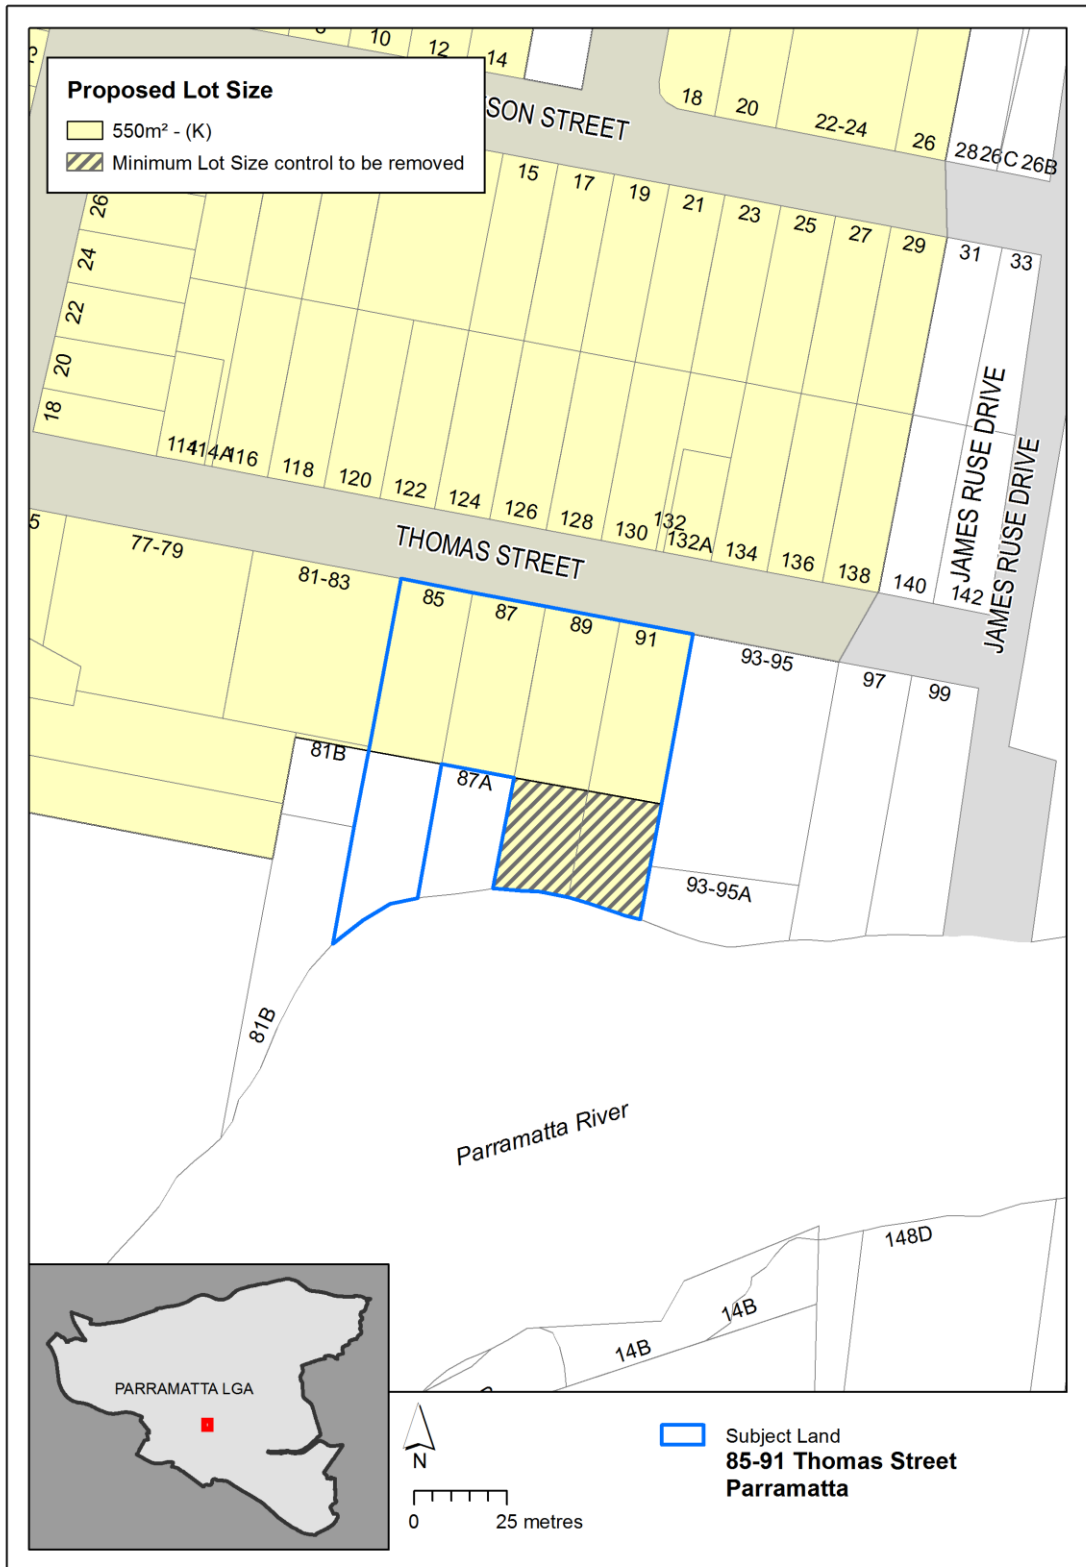 10
12
14
Proposed Lot Size
550m² - (K)
Minimum Lot Size control to be removed
SON STREET
18
20
22-24
26
28
26C
26B
15
17
19
21
23
25
27
29
31
33
26
24
22
20
18
114
114A
116
118
120
122
124
126
128
130
132
132A
134
136
138
140
142
JAMES RUSE DRIVE
JAMES RUSE DRIVE
THOMAS STREET
5
77-79
81-83
85
87
89
91
93-95
97
99
81B
87A
93-95A
81B
Parramatta River
148D
14B
14B
PARRAMATTA LGA
N
0
25 metres
Subject Land
85-91 Thomas Street
Parramatta